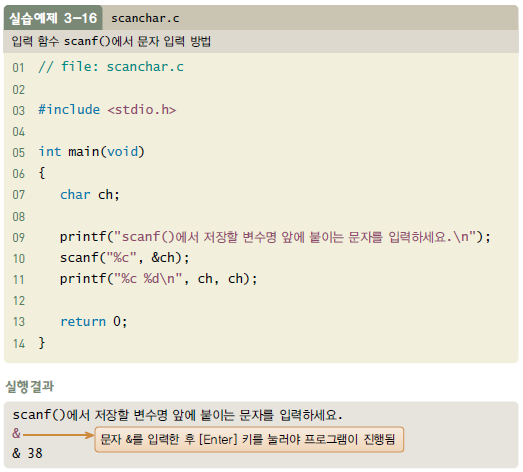 실습예제 3-16 scanchar.c
입력 함수 scanf()에서 문자 입력 방법
01 // file: scanchar.c
02
03 #include <stdio.h>
04
05 int main(void)
06 {
07 char ch;
08
09 printf("scanf()에서 저장할 변수명 앞에 붙이는 문자를 입력하세요.\n");
10 scanf("%c", &ch);
11 printf("%c %d\n", ch, ch);
12
13 return 0;
14 }
실행결과
scanf()에서 저장할 변수명 앞에 붙이는 문자를 입력하세요.
& 문자 &를 입력한 후 [Enter] 키를 눌러야 프로그램이 진행됨
& 38